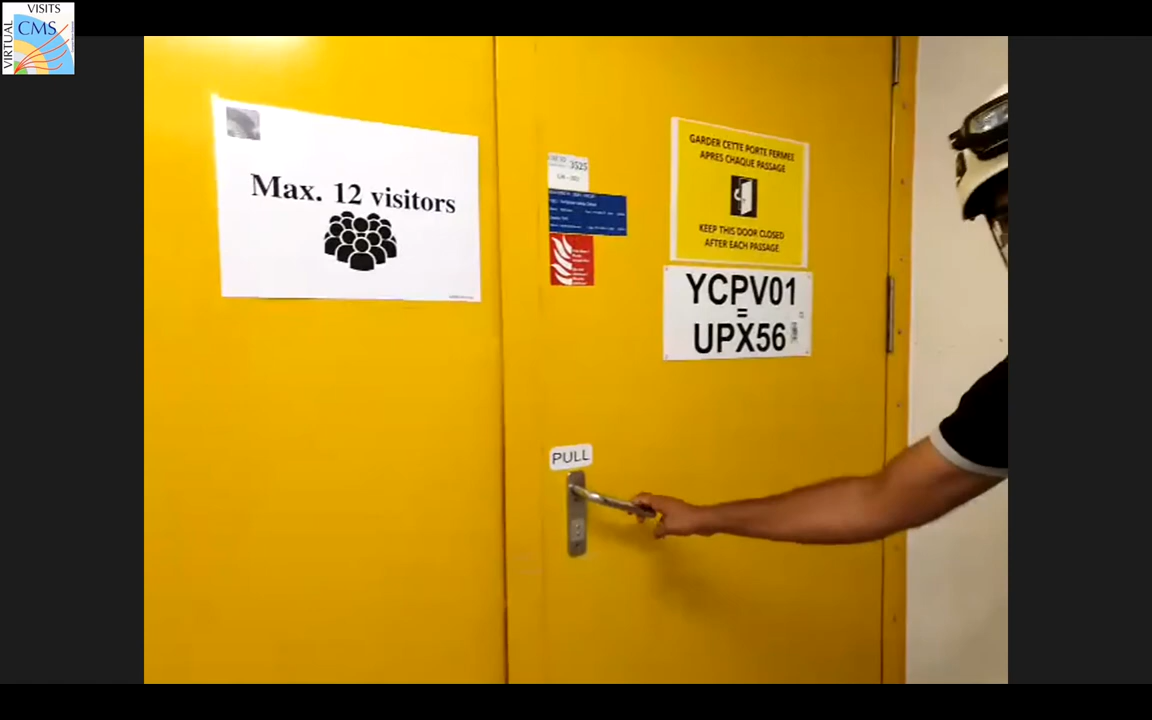 VISITS
VIRTUAL
CMS
Max. 12 visitors
3525
GARDER CETTE PORTE FERMEE
APRES CHAQUE PASSAGE
KEEP THIS DOOR CLOSED
AFTER EACH PASSAGE
YCPV01
=
UPX56
PULL